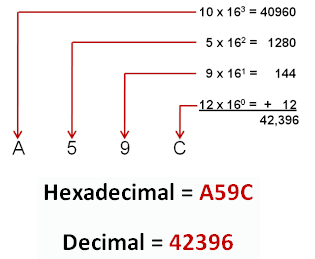 10 x 16³ = 40960
5 x 16² = 1280
9 x 16¹ = 144
12 x 16⁰ = + 12
42,396
A 5 9 C
Hexadecimal = A59C
Decimal = 42396